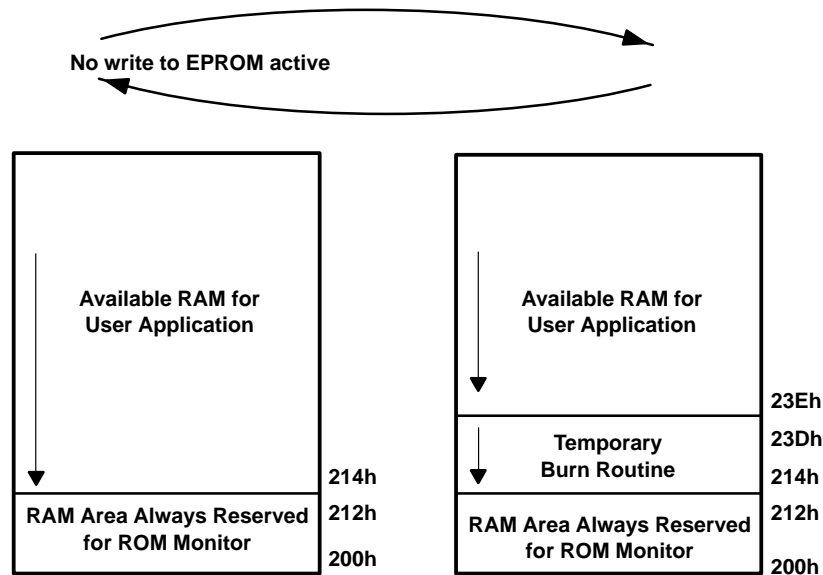 No write to EPROM active
Available RAM for
User Application
214h
RAM Area Always Reserved
for ROM Monitor
212h
200h
Available RAM for
User Application
23Eh
Temporary
Burn Routine
23Dh
214h
RAM Area Always Reserved
for ROM Monitor
212h
200h